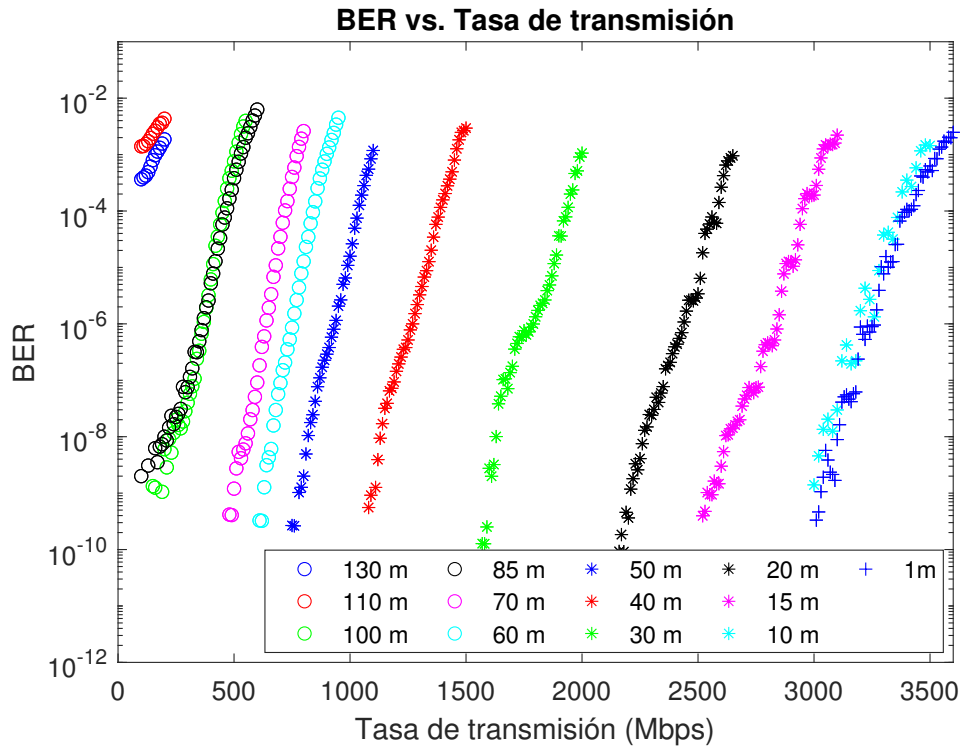 BER vs. Tasa de transmisión
BER
10-2
10-4
10-6
10-8
10-10
10-12
130 m 85 m 50 m 20 m 1m
110 m 70 m 40 m 15 m
100 m 60 m 30 m 10 m
0 500 1000 1500 2000 2500 3000 3500
Tasa de transmisión (Mbps)